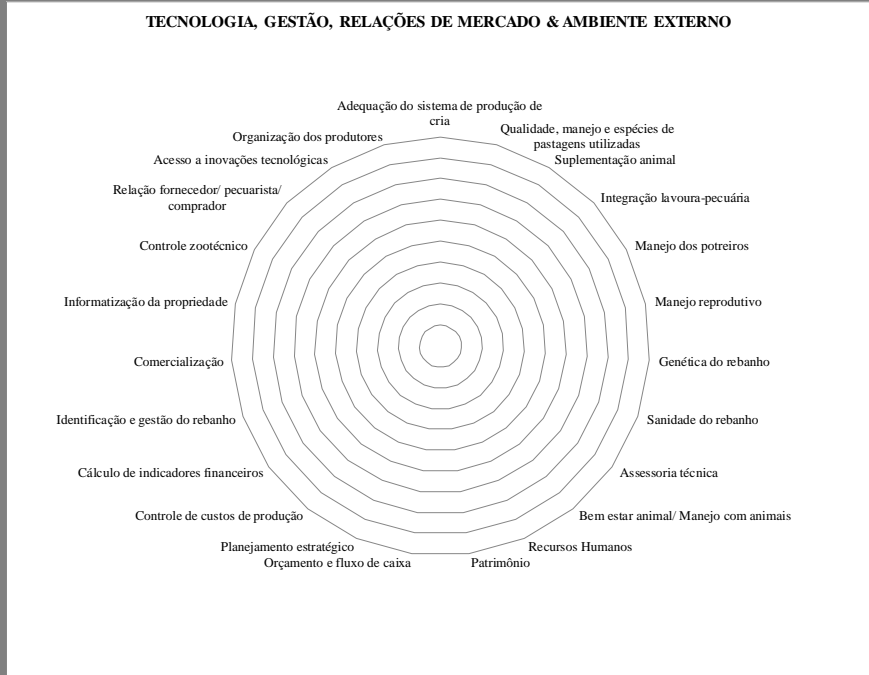 TECNOLOGIA, GESTÃO, RELAÇÕES DE MERCADO & AMBIENTE EXTERNO
Adequação do sistema de produção de
cria
Qualidade, manejo e espécies de
pastagens utilizadas
Suplementação animal
Integração lavoura-pecuária
Manejo dos potreiros
Manejo reprodutivo
Genética do rebanho
Sanidade do rebanho
Assessoria técnica
Bem estar animal/ Manejo com animais
Recursos Humanos
Patrimônio
Orçamento e fluxo de caixa
Planejamento estratégico
Controle de custos de produção
Cálculo de indicadores financeiros
Identificação e gestão do rebanho
Comercialização
Informatização da propriedade
Controle zootécnico
Relação fornecedor/ pecuarista/
comprador
Acesso a inovações tecnológicas
Organização dos produtores